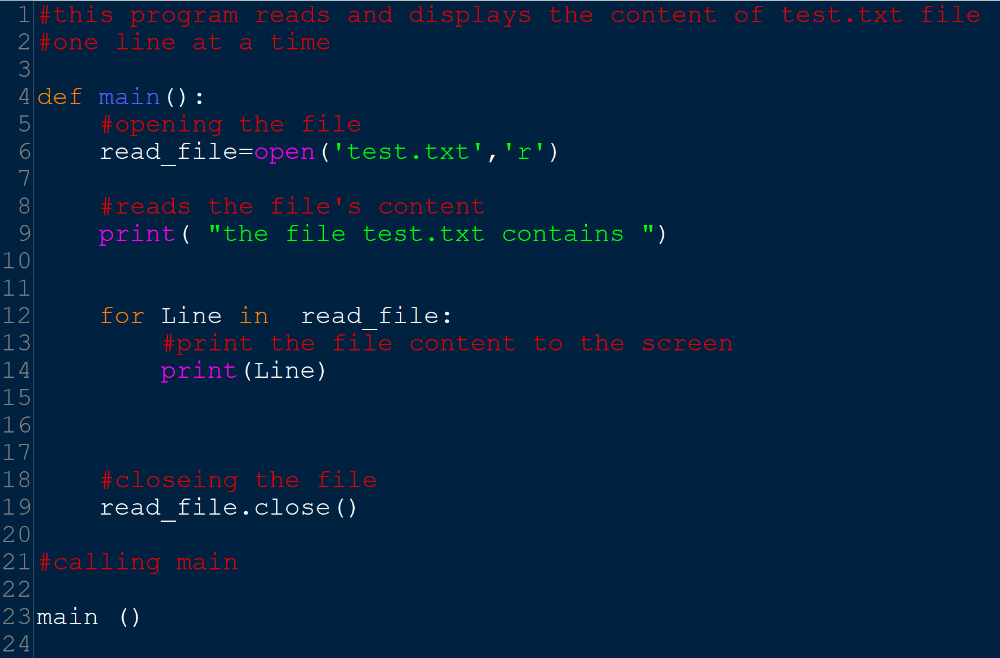 1 #this program reads and displays the content of test.txt file
2 #one line at a time
3
4 def main():
5     #opening the file
6     read_file=open('test.txt','r')
7
8     #reads the file's content
9     print( "the file test.txt contains ")
10
11
12     for Line in  read_file:
13         #print the file content to the screen
14         print(Line)
15
16
17
18     #closeing the file
19     read_file.close()
20
21 #calling main
22
23 main ()
24